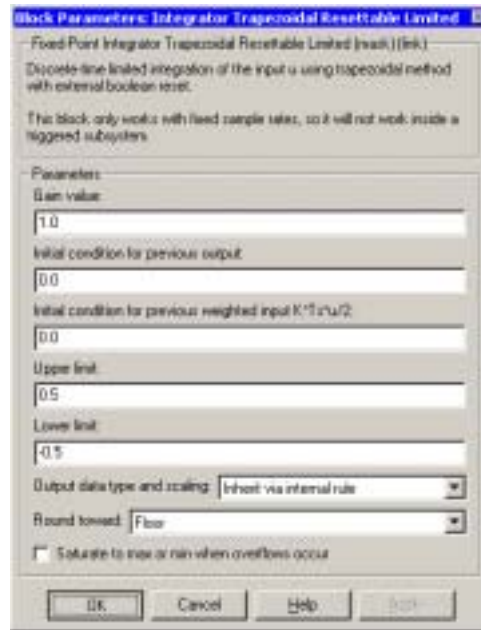 Block Parameters: Integrator Trapezoidal Resettable Limited
Fixed-Point Integrator Trapezoidal Resettable Limited (mask) (link)
Discrete-time limited integration of the input u using trapezoidal method
with external boolean reset.
This block only works with fixed sample rates, so it will not work inside a
triggered subsystem.
Parameters
Gain value:
1.0
Initial condition for previous output:
0.0
Initial condition for previous weighted input K*Ts*u/2:
0.0
Upper limit:
0.5
Lower limit:
-0.5
Output data type and scaling: Inherit via internal rule
Round toward: Floor
Saturate to max or min when overflows occur
OK
Cancel
Help